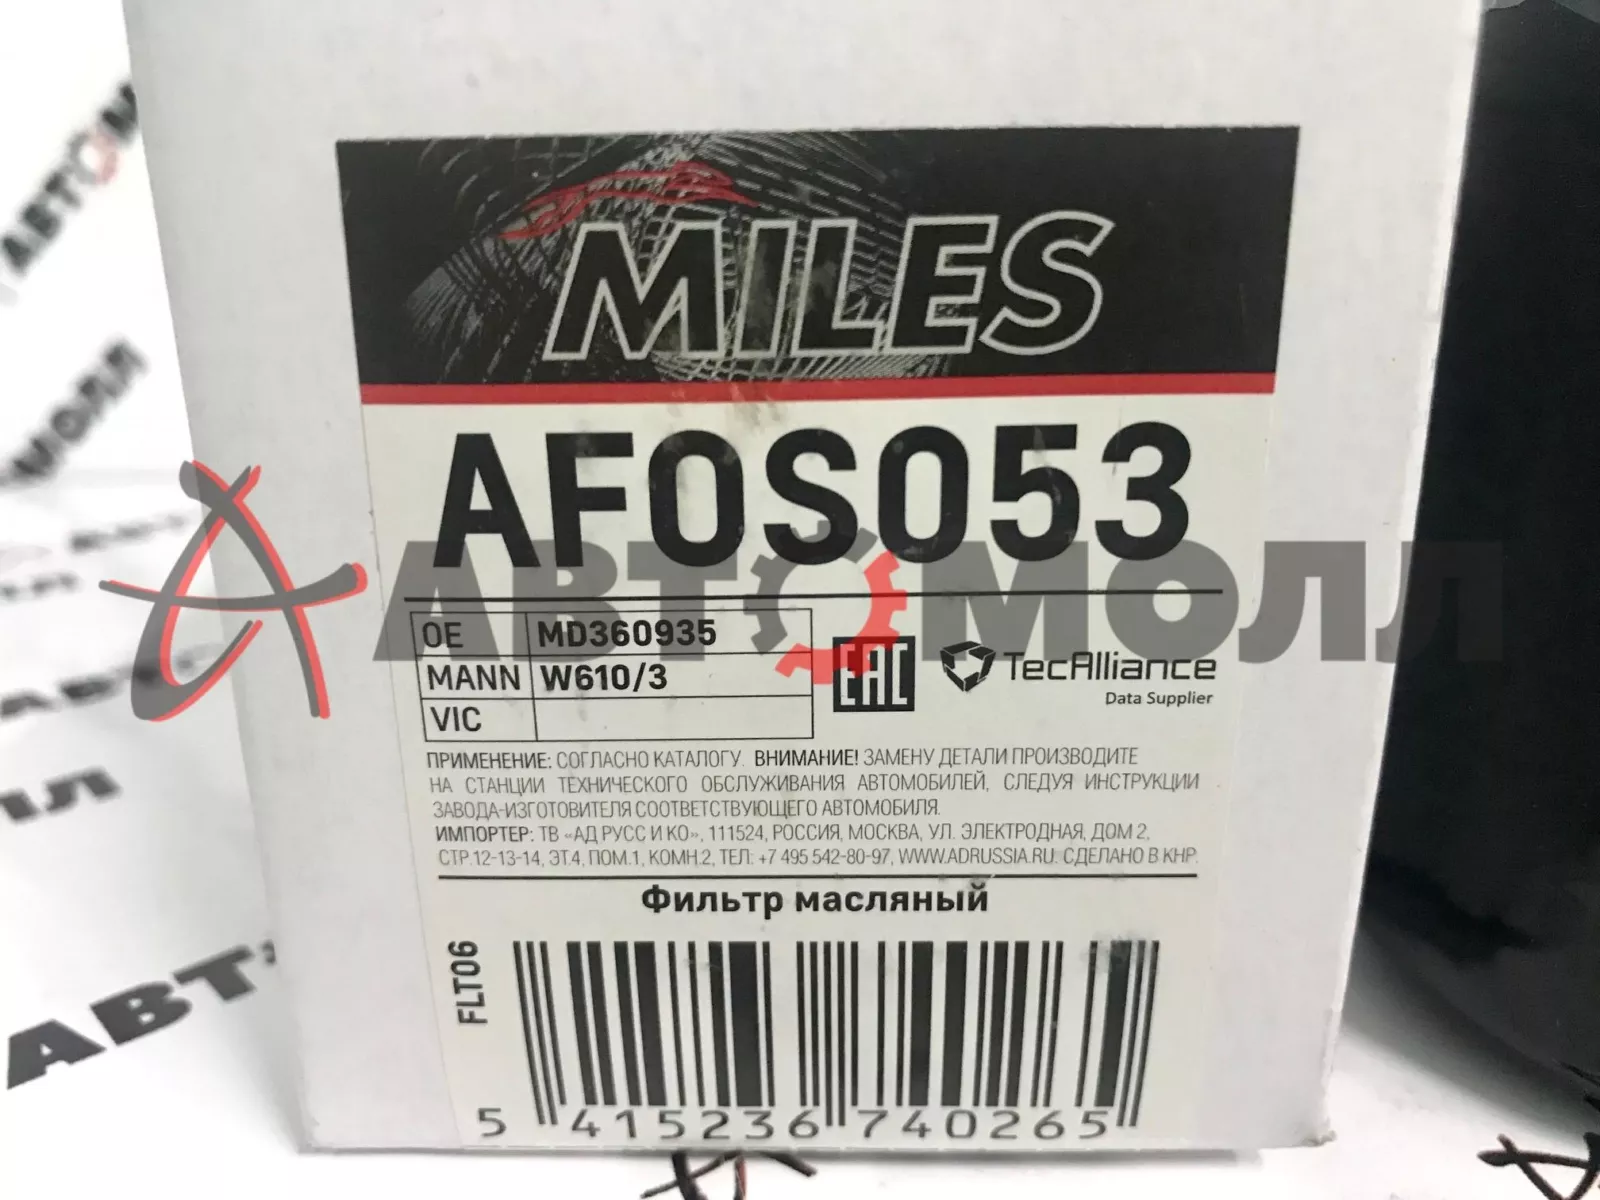 MILES
AFOS053
АВТОМОЛЛ
OE MD360935
MANN W610/3
VIC
EAC
TecAlliance
Data Supplier
ПРИМЕНЕНИЕ: СОГЛАСНО КАТАЛОГУ. ВНИМАНИЕ! ЗАМЕНУ ДЕТАЛИ ПРОИЗВОДИТЕ
НА СТАНЦИИ ТЕХНИЧЕСКОГО ОБСЛУЖИВАНИЯ АВТОМОБИЛЕЙ, СЛЕДУЯ ИНСТРУКЦИИ
ЗАВОДА-ИЗГОТОВИТЕЛЯ СООТВЕТСТВУЮЩЕГО АВТОМОБИЛЯ.
ИМПОРТЕР: ТВ «АД РУСС И КО», 111524, РОССИЯ, МОСКВА, УЛ. ЭЛЕКТРОДНАЯ, ДОМ 2,
СТР.12-13-14, ЭТ.4, ПОМ.1, КОМН.2, ТЕЛ: +7 495 542-80-97, WWW.ADRUSSIA.RU. СДЕЛАНО В КНР.
Фильтр масляный
FLT06
5 415236 740265